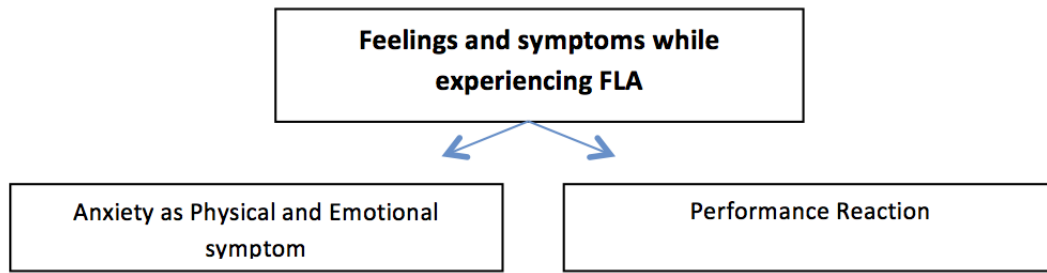 Feelings and symptoms while
experiencing FLA
Anxiety as Physical and Emotional
symptom
Performance Reaction